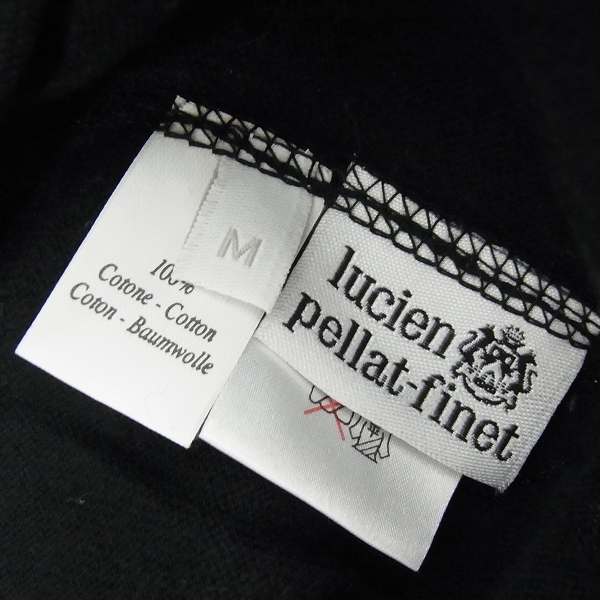 100%
Cotone - Cotton
Coton - Baumwolle
M
lucien
pellat-finet